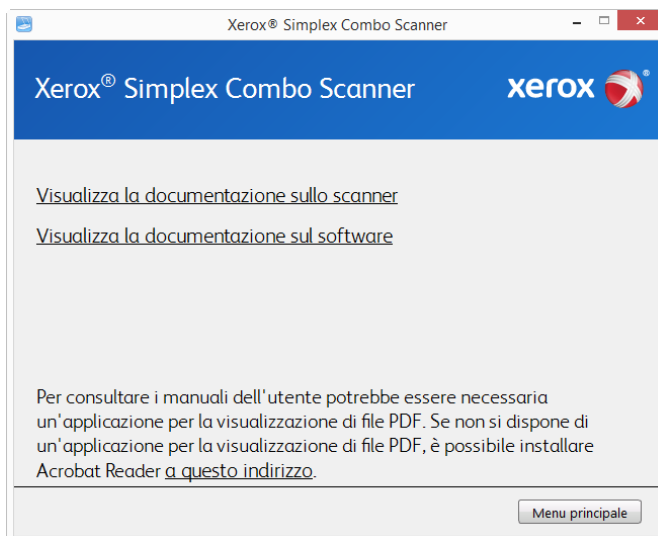 Xerox® Simplex Combo Scanner
Xerox® Simplex Combo Scanner
xerox®
Visualizza la documentazione sullo scanner
Visualizza la documentazione sul software
Per consultare i manuali dell'utente potrebbe essere necessaria
un'applicazione per la visualizzazione di file PDF. Se non si dispone di
un'applicazione per la visualizzazione di file PDF, è possibile installare
Acrobat Reader a questo indirizzo.
Menu principale